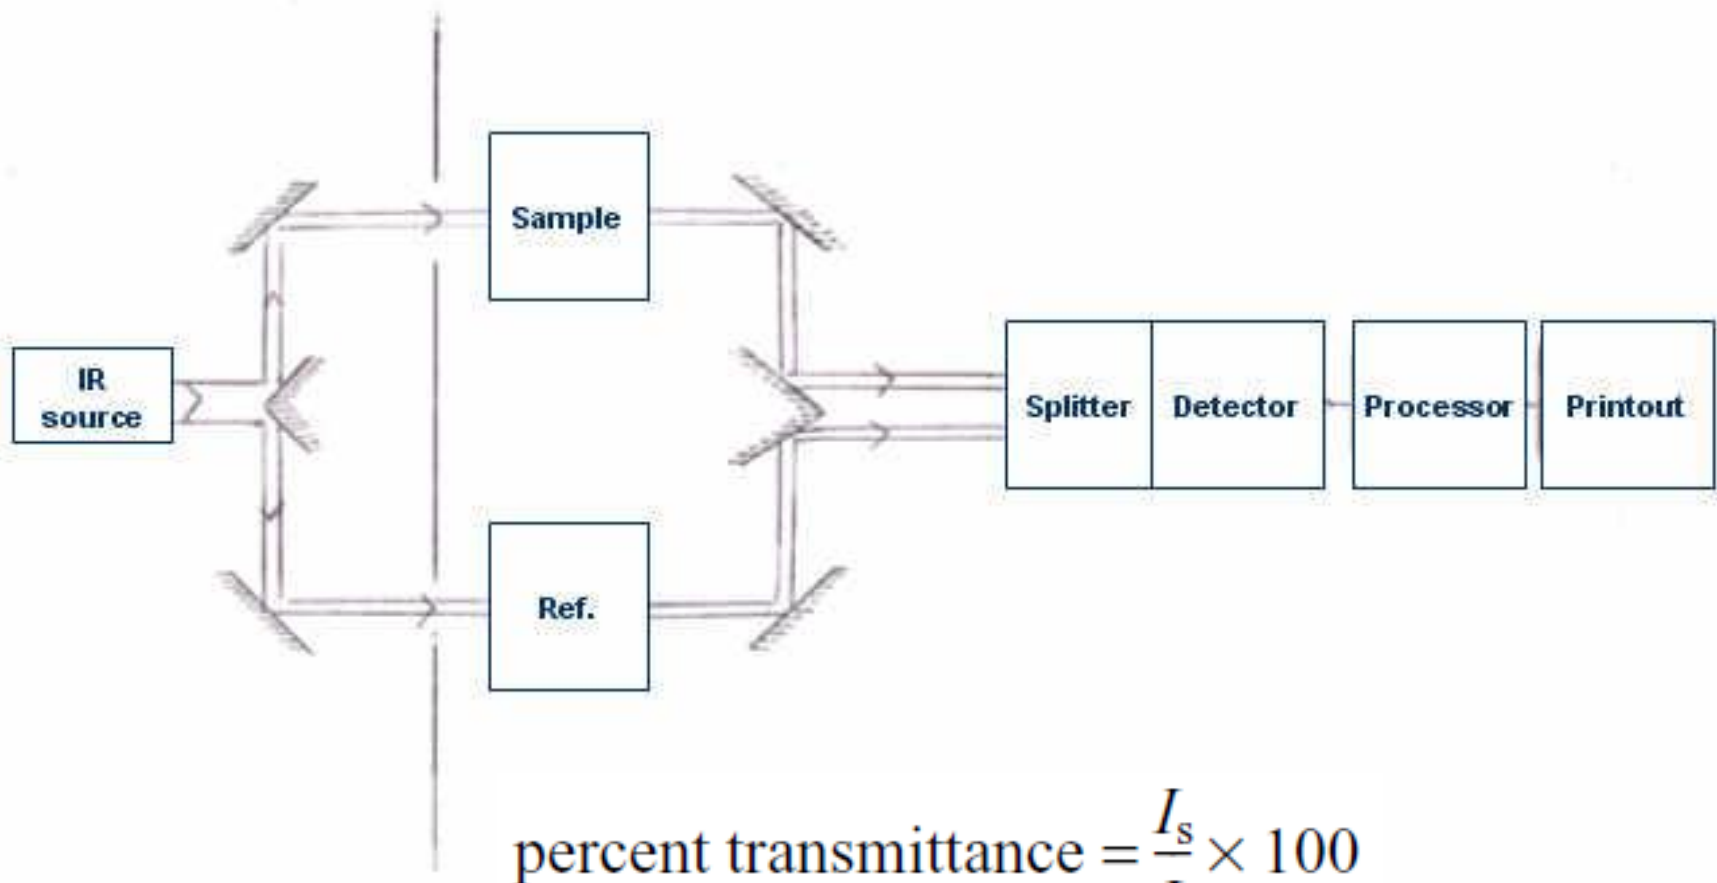 Sample
IR
source
Splitter
Detector
Processor
Printout
Ref.
percent transmittance = I_s × 100